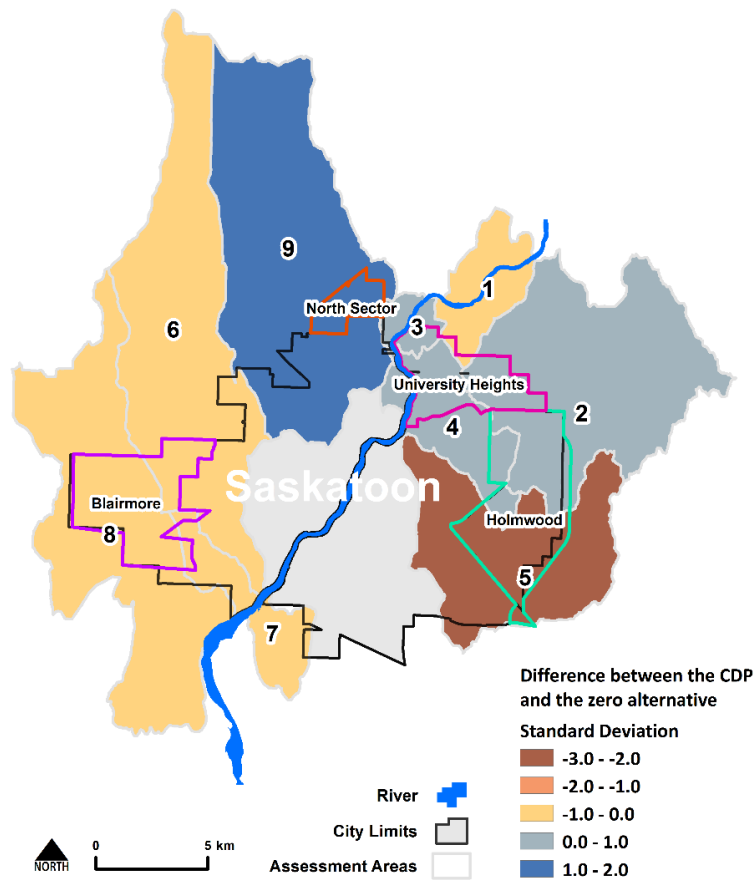 9
1
North Sector
3
6
University Heights
2
4
Saskatoon
Blairmore
Holmwood
8
5
7
Difference between the CDP
and the zero alternative
Standard Deviation
-3.0 - -2.0
-2.0 - -1.0
-1.0 - 0.0
0.0 - 1.0
1.0 - 2.0
River
City Limits
Assessment Areas
NORTH
0 5 km